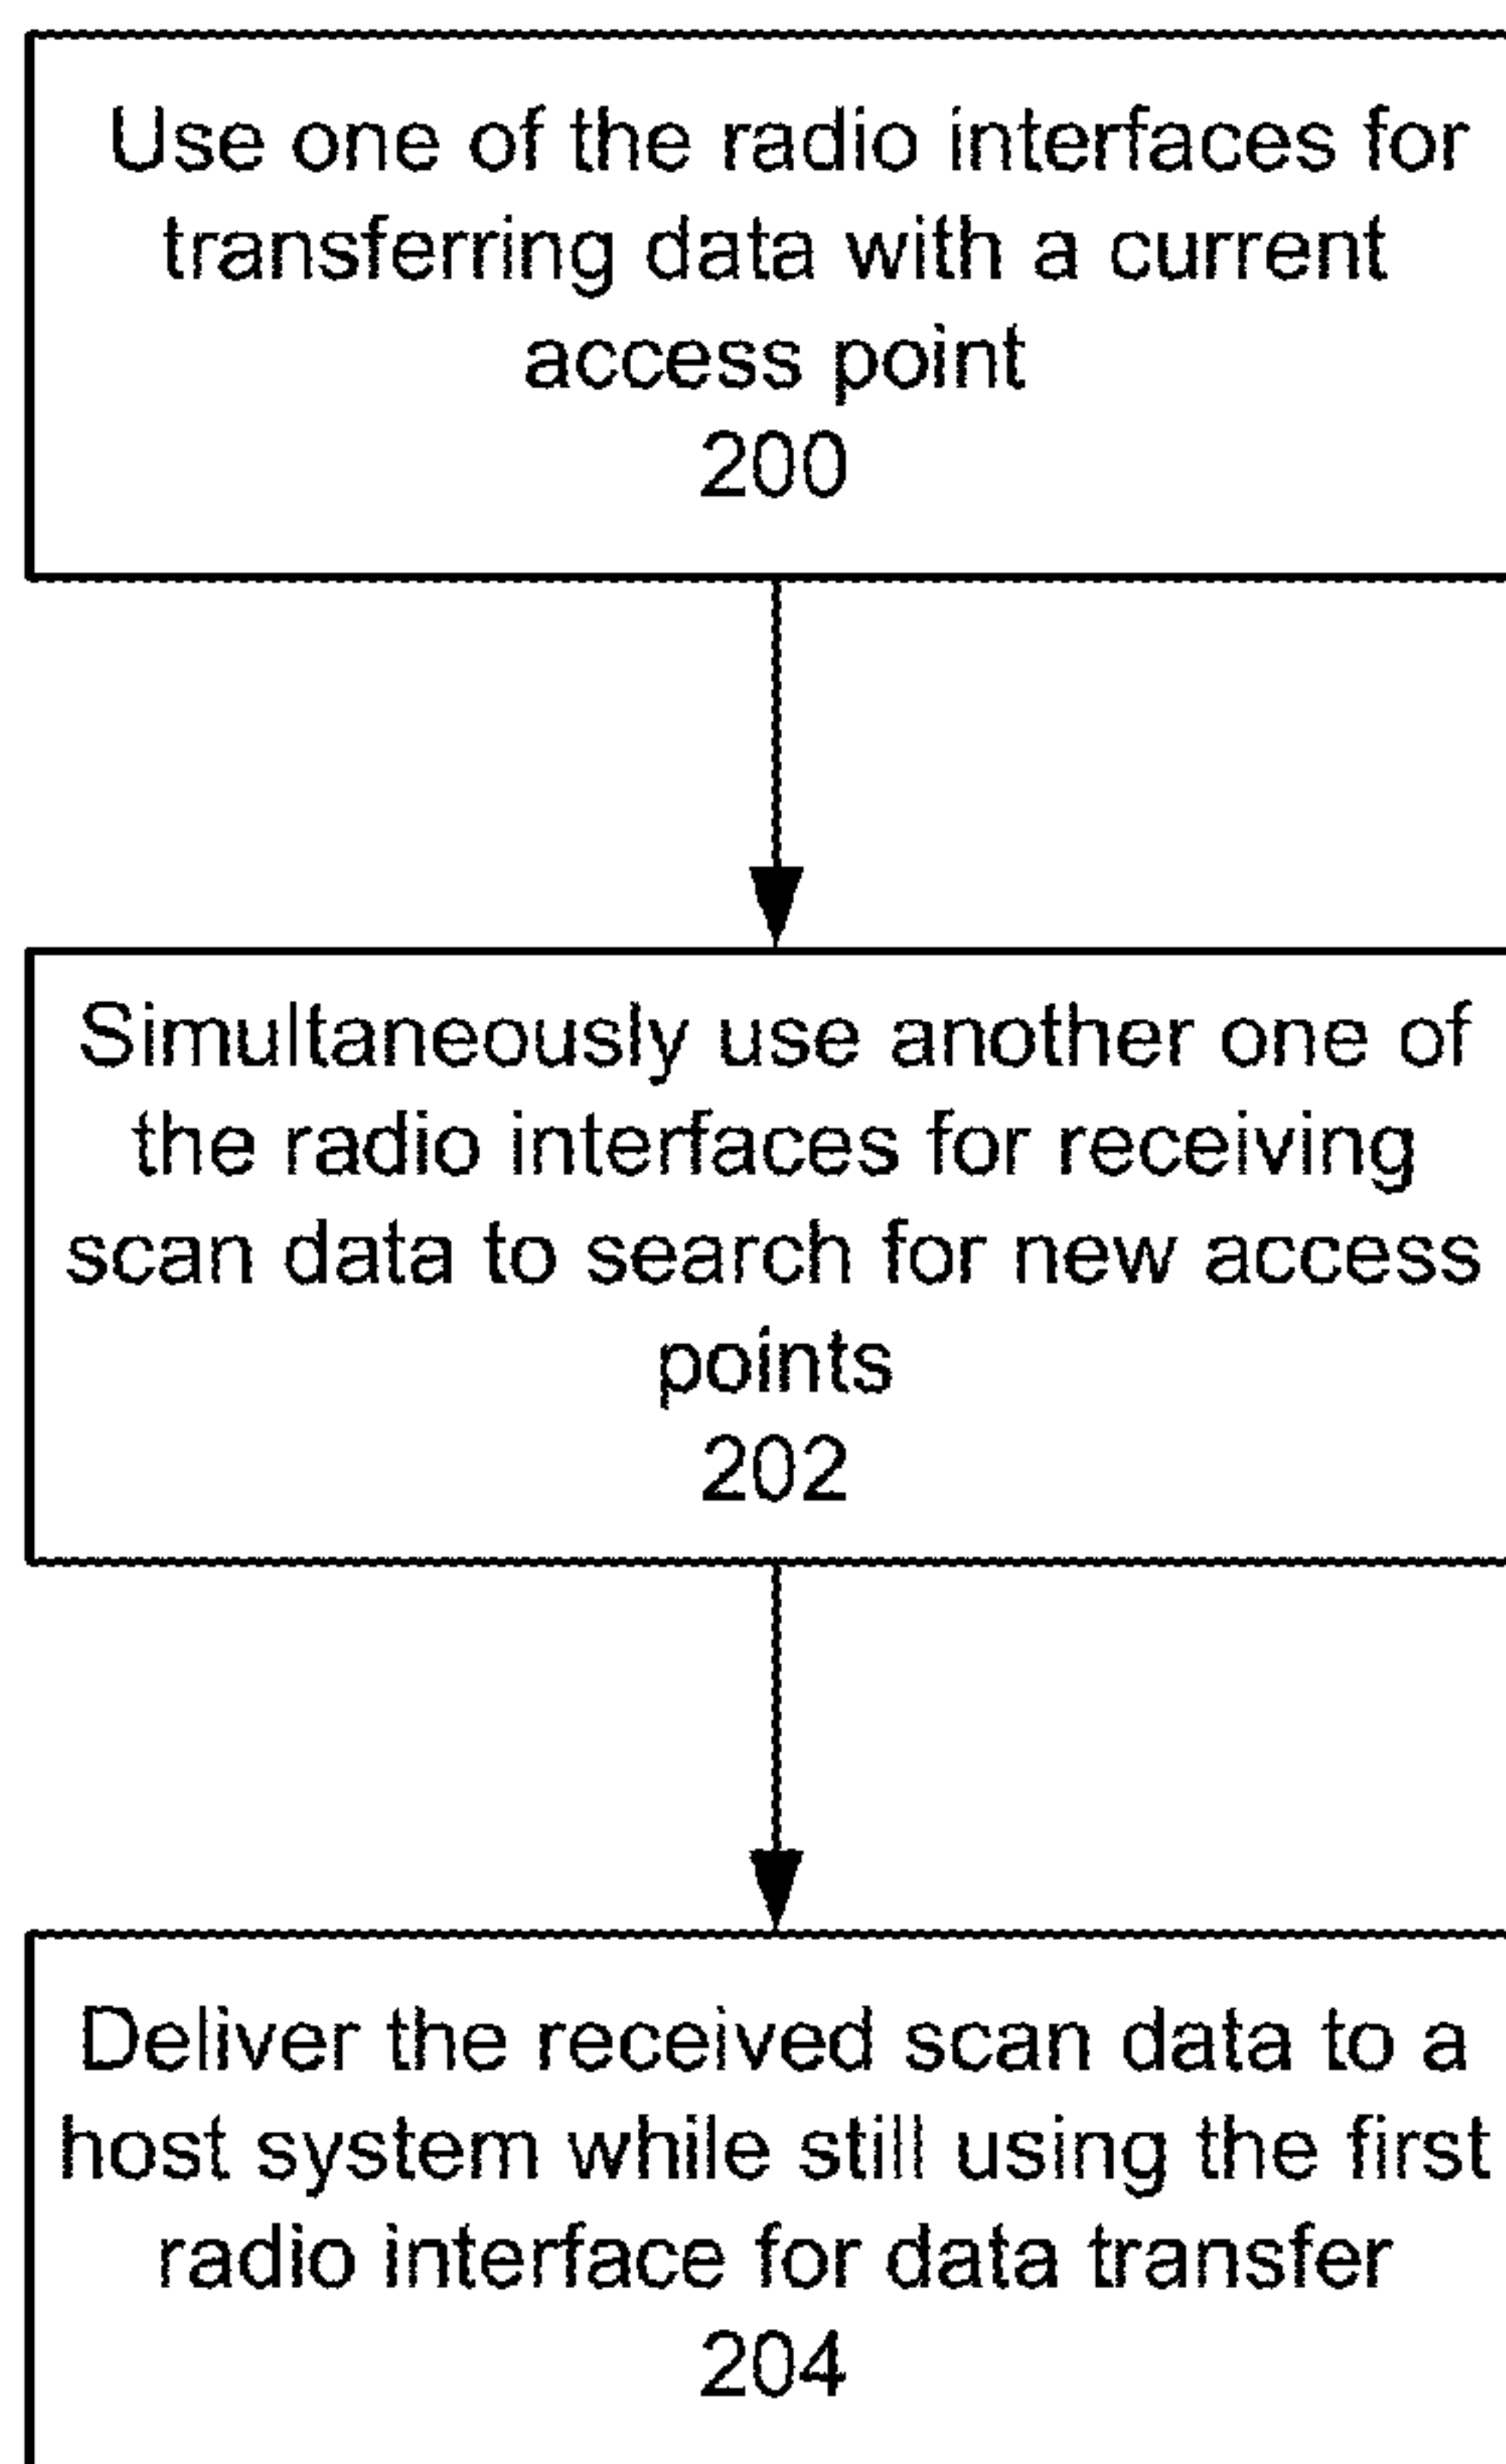 Use one of the radio interfaces for
transferring data with a current
access point
200
Simultaneously use another one of
the radio interfaces for receiving
scan data to search for new access
points
202
Deliver the received scan data to a
host system while still using the first
radio interface for data transfer
204